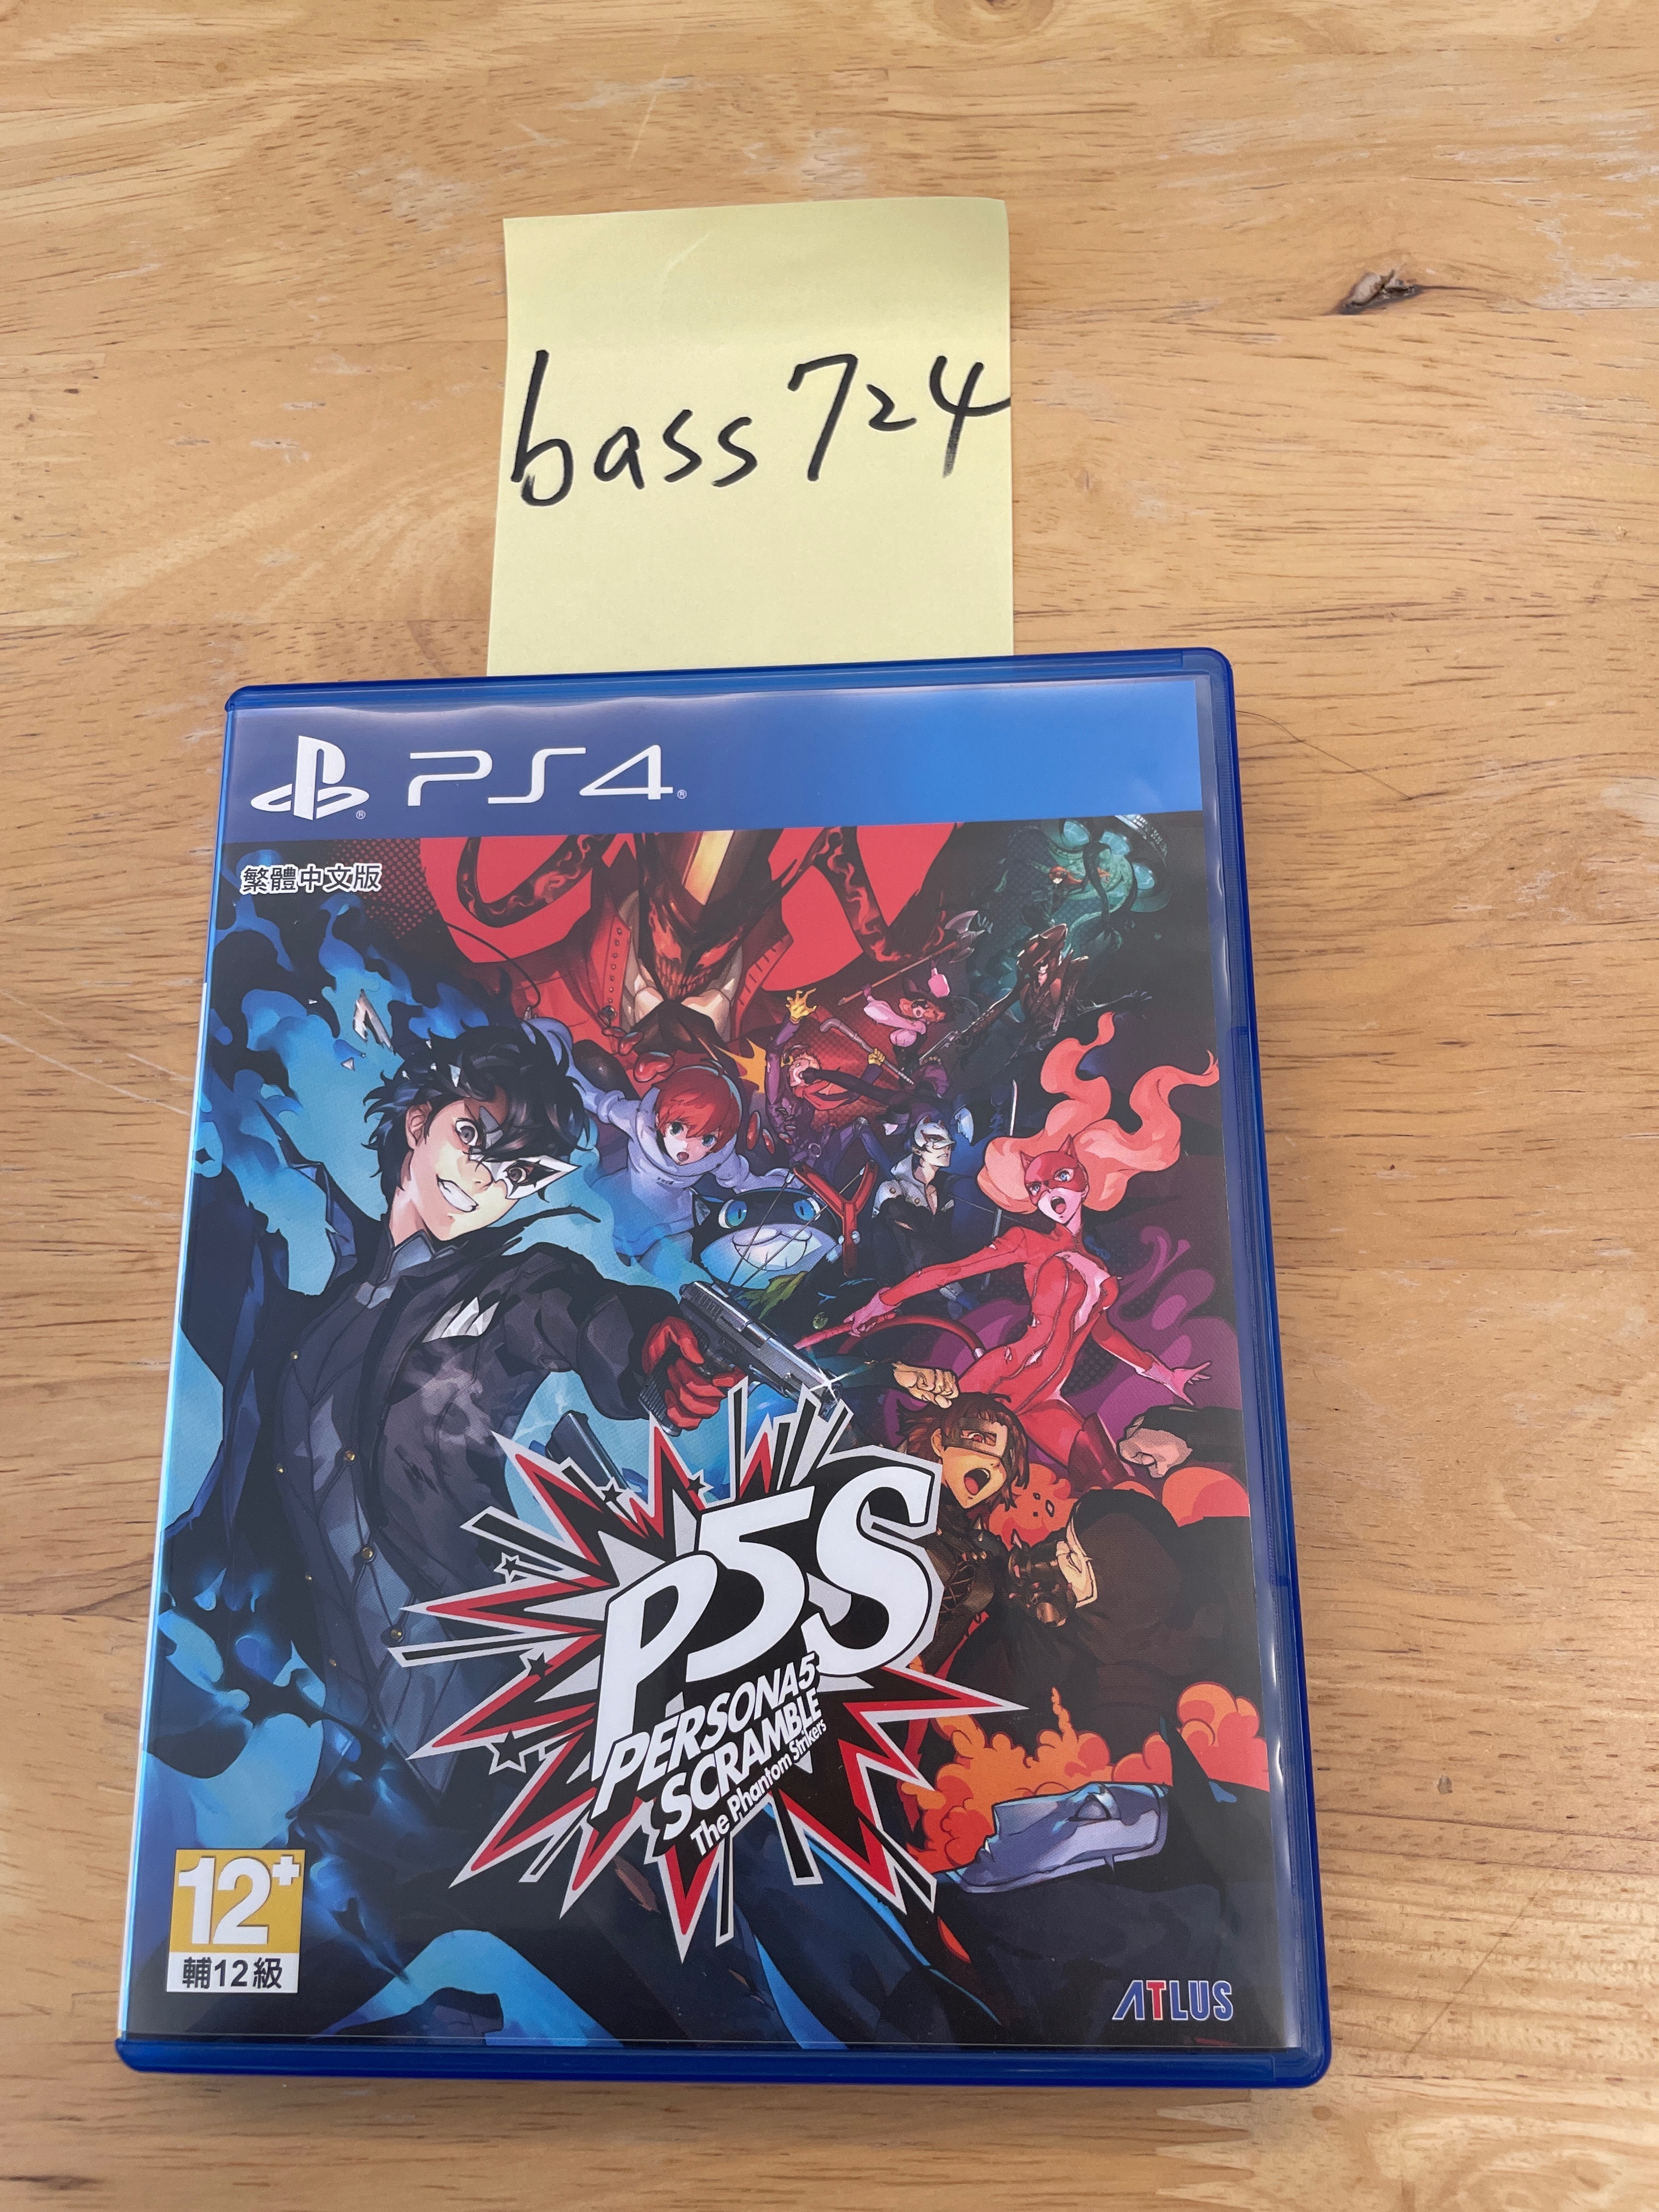 bass724
PS4
繁體中文版
P5S
PERSONA5
SCRAMBLE
The Phantom Strikers
12+
輔12級
ATLUS